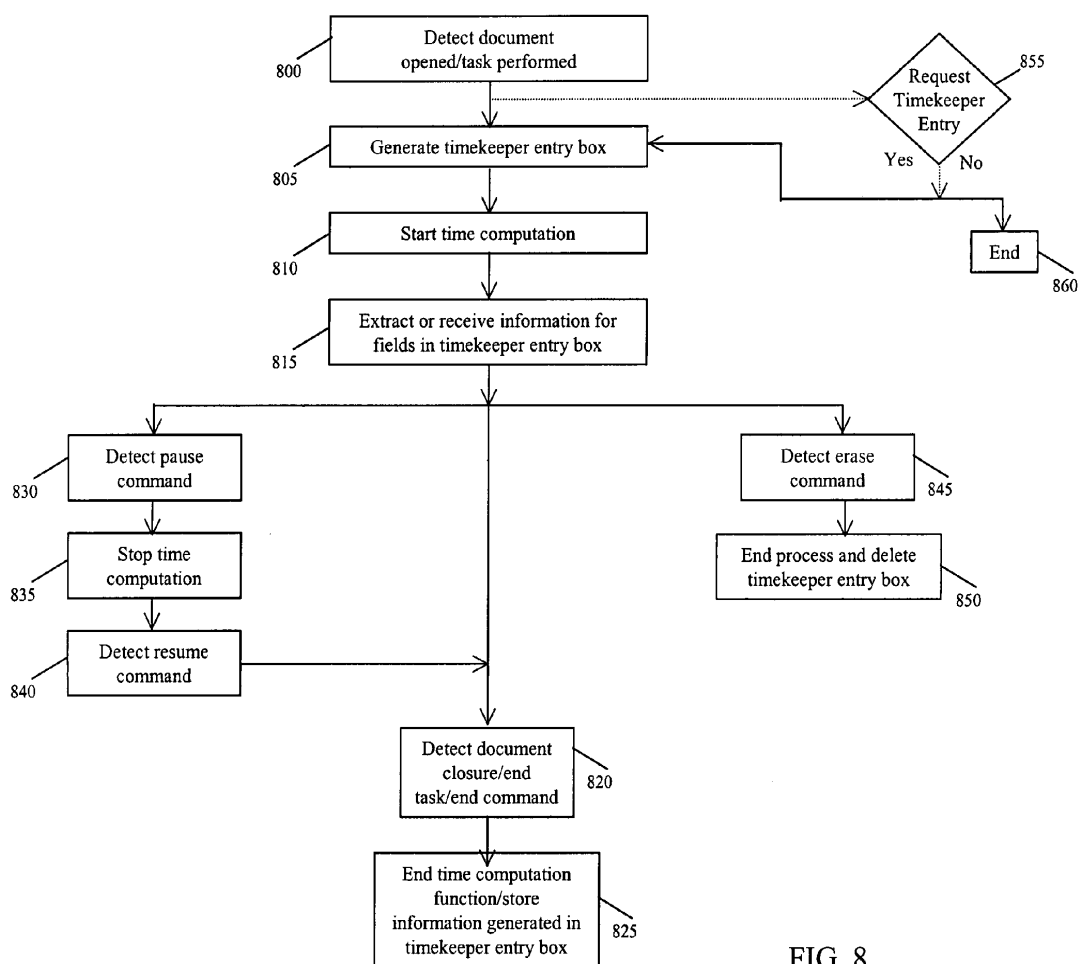 Detect document
opened/task performed
800
Request
Timekeeper
Entry
855
Yes
No
Generate timekeeper entry box
805
Start time computation
810
End
860
Extract or receive information for
fields in timekeeper entry box
815
Detect pause
command
830
Detect erase
command
845
Stop time
computation
835
End process and delete
timekeeper entry box
850
Detect resume
command
840
Detect document
closure/end
task/end command
820
End time computation
function/store
information generated in
timekeeper entry box
825
FIG. 8